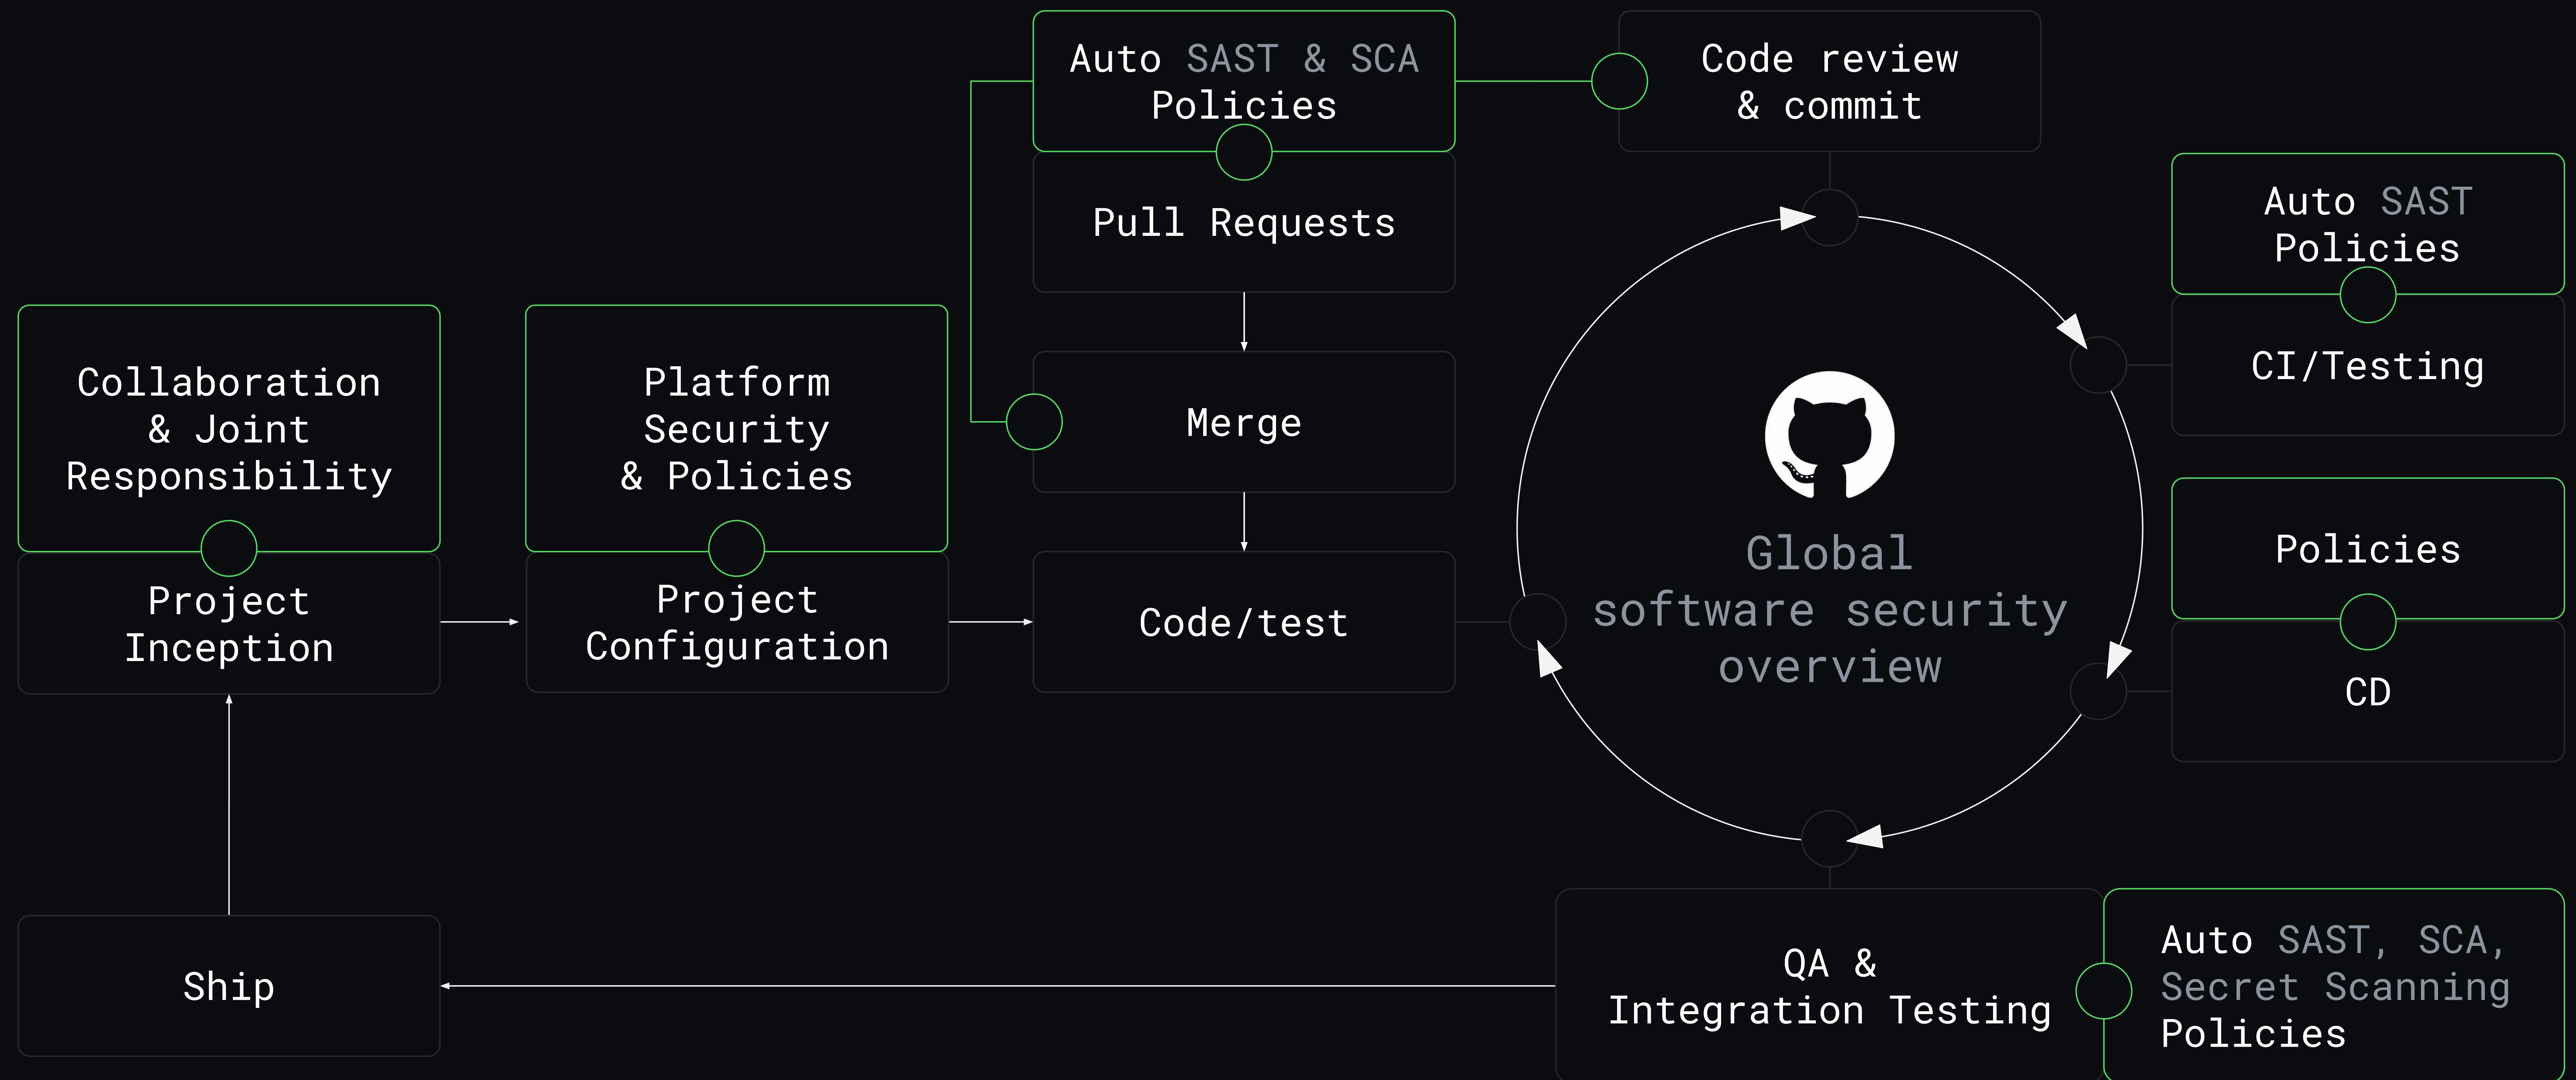 Auto SAST & SCA
Policies
Pull Requests
Code review
& commit
Auto SAST
Policies
CI/Testing
Collaboration
& Joint
Responsibility
Project
Inception
Platform
Security
& Policies
Project
Configuration
Merge
Code/test
Global
software security
overview
Policies
CD
Ship
QA &
Integration Testing
Auto SAST, SCA,
Secret Scanning
Policies